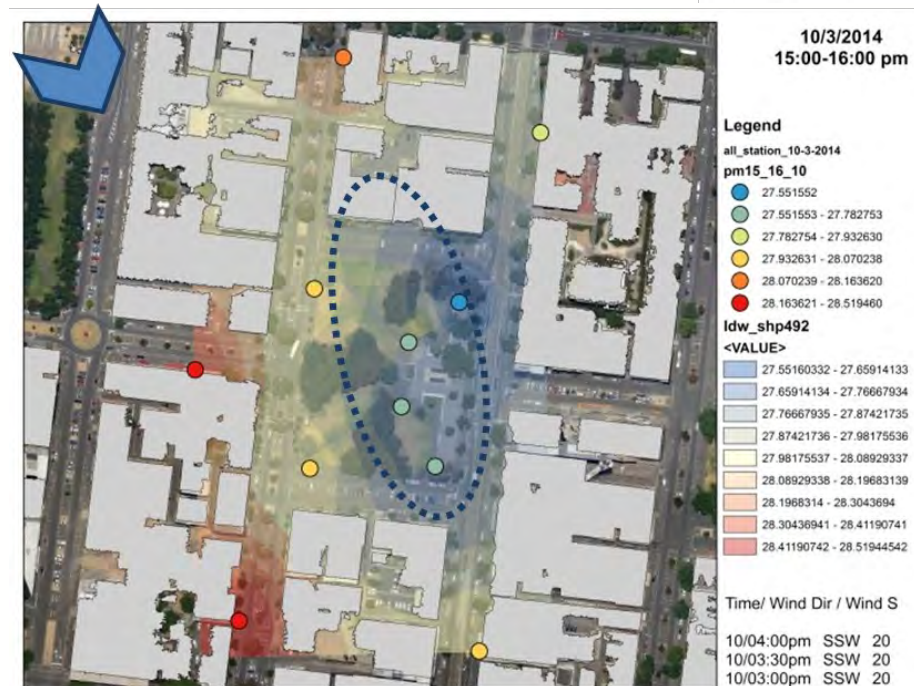 10/3/2014
15:00-16:00 pm
Legend
all_station_10-3-2014
pm15_16_10
27.551552
27.551553 - 27.782753
27.782754 - 27.932630
27.932631 - 28.070238
28.070239 - 28.163620
28.163621 - 28.519460
Idw_shp492
<VALUE>
27.55160332 - 27.65914133
27.65914134 - 27.76667934
27.76667935 - 27.87421735
27.87421736 - 27.98175536
27.98175537 - 28.08929337
28.08929338 - 28.19683139
28.1968314 - 28.3043694
28.30436941 - 28.41190741
28.41190742 - 28.51944542
Time/ Wind Dir / Wind S
10/04:00pm SSW 20
10/03:30pm SSW 20
10/03:00pm SSW 20